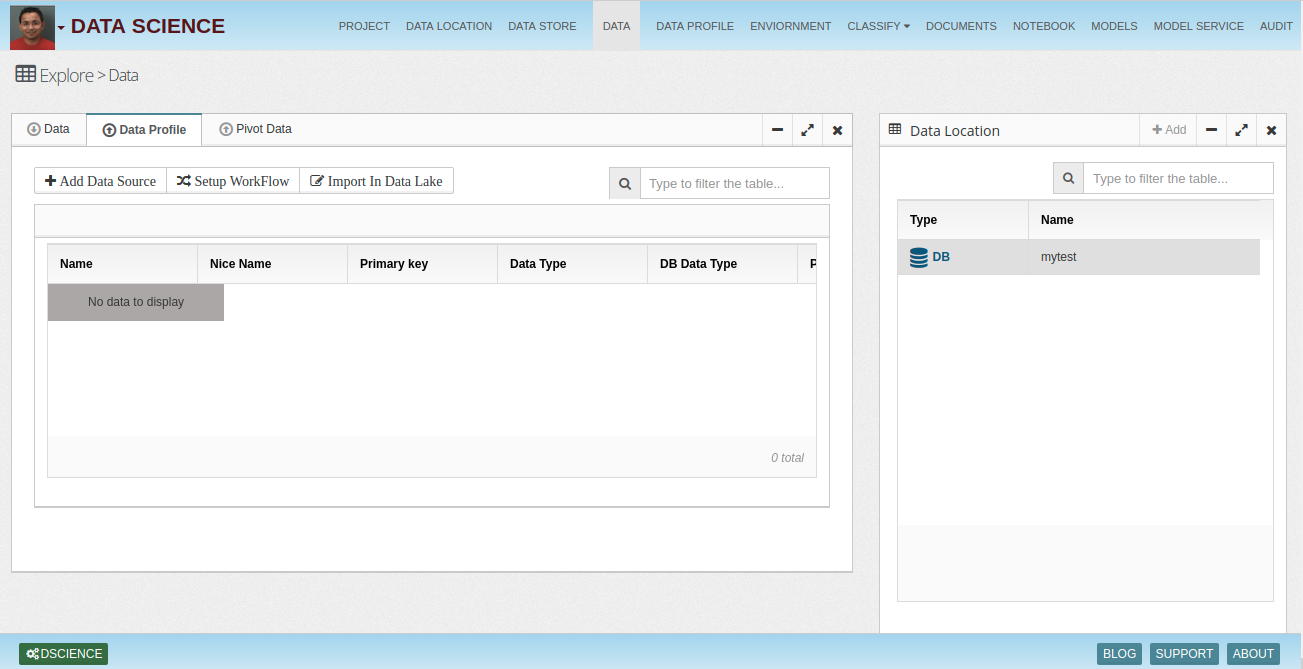 DATA SCIENCE
PROJECT DATA LOCATION DATA STORE DATA DATA PROFILE ENVIORNMENT CLASSIFY DOCUMENTS NOTEBOOK MODELS MODEL SERVICE AUDIT
Explore > Data
Data Data Profile Pivot Data
Add Data Source Setup WorkFlow Import In Data Lake
Type to filter the table...
Name Nice Name Primary key Data Type DB Data Type
No data to display
0 total
Data Location
Add
Type to filter the table...
Type Name
DB mytest
DSCIENCE
BLOG SUPPORT ABOUT